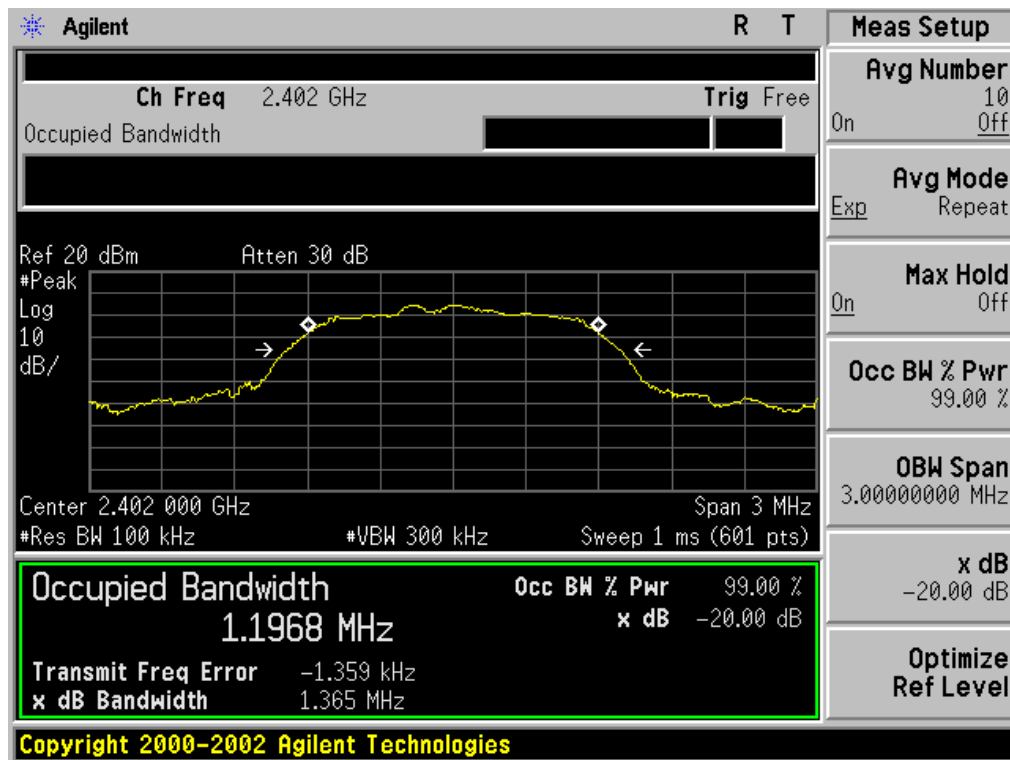 Agilent R T
Ch Freq 2.402 GHz Trig Free
Occupied Bandwidth
Ref 20 dBm Atten 30 dB
#Peak
Log
10
dB/
Center 2.402 000 GHz Span 3 MHz
#Res BW 100 kHz #VBW 300 kHz Sweep 1 ms (601 pts)
Occupied Bandwidth Occ BW % Pwr 99.00 %
1.1968 MHz x dB -20.00 dB
Transmit Freq Error -1.359 kHz
x dB Bandwidth 1.365 MHz
Copyright 2000-2002 Agilent Technologies
Meas Setup
Avg Number
10
On Off
Avg Mode
Exp Repeat
Max Hold
On Off
Occ BW % Pwr
99.00 %
OBW Span
3.00000000 MHz
x dB
-20.00 dB
Optimize
Ref Level